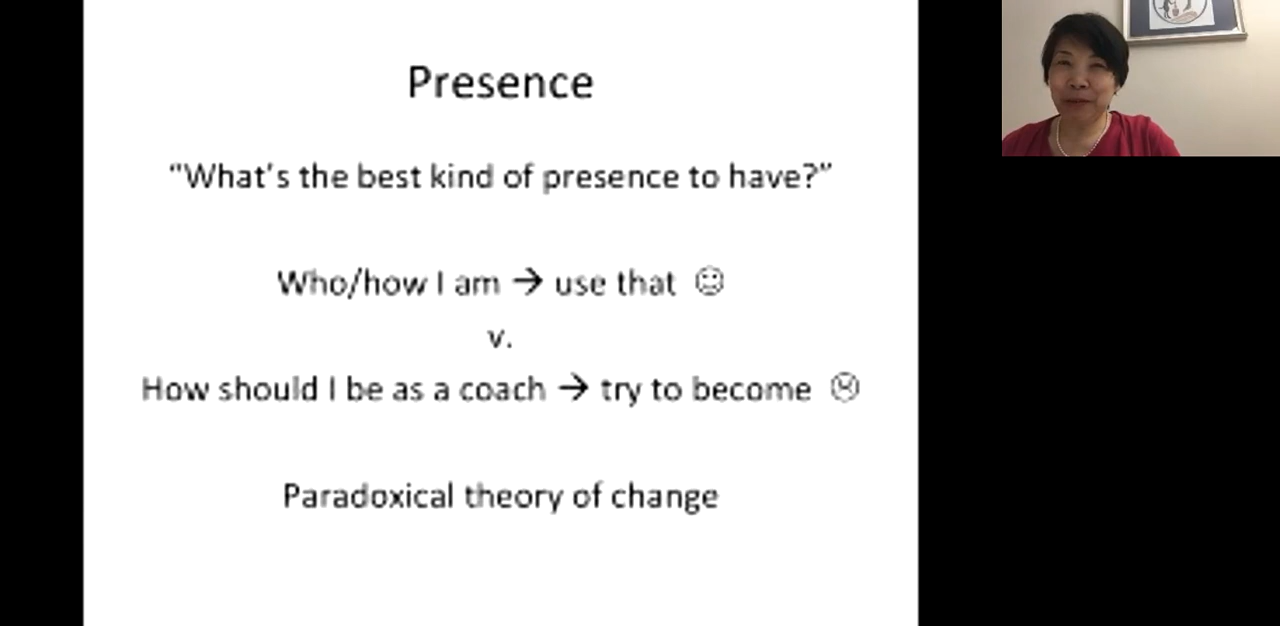 Presence
“What’s the best kind of presence to have?”
Who/how I am → use that ☺
v.
How should I be as a coach → try to become ☹
Paradoxical theory of change